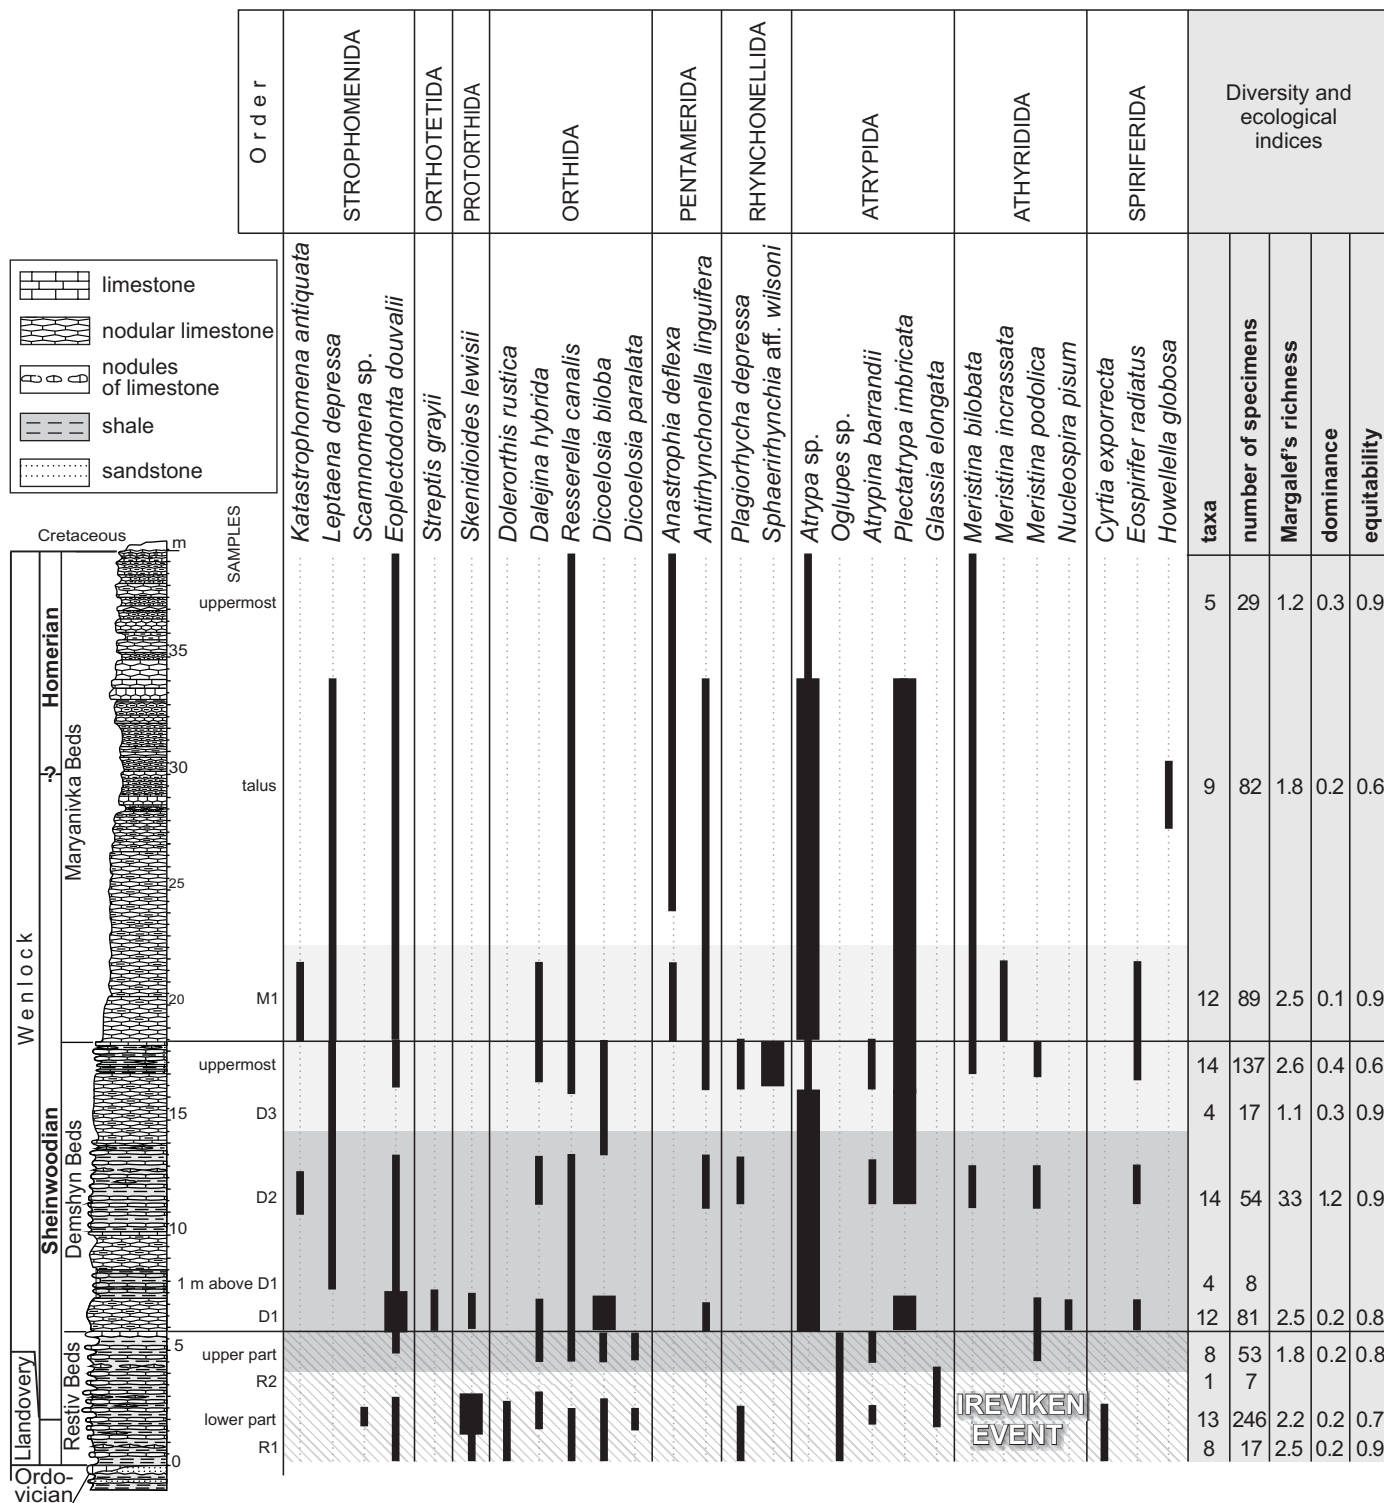 Order
STROPHOMENIDA
ORTHOTETIDA
PROTORTHIDA
ORTHIDA
PENTAMERIDA
RHYNCHONELLIDA
ATRYPIDA
ATHYRIDIDA
SPIRIFERIDA
Diversity and
ecological
indices
limestone
nodular limestone
nodules
of limestone
shale
sandstone
Katastrophomena antiquata
Leptaena depressa
Scammomena sp.
Eoplectodonta douvalii
Streptis grayii
Skenidioides lewisii
Dolerorthis rustica
Dalejina hybrida
Resserella canalis
Dicoelosia biloba
Dicoelosia paralata
Anastrophia deflexa
Antirhynchonella linguifera
Plagiorhycha depressa
Sphaerirhynchia aff. wilsoni
Atrypa sp.
Oglupes sp.
Atrypina barrandii
Plectatrypa imbricata
Glassia elongata
Meristina bilobata
Meristina incrassata
Meristina podolica
Nucleospira pisum
Cyrtia exporrecta
Eospirifer radiatus
Howellella globosa
taxa
number of specimens
Margalef's richness
dominance
equitability
Cretaceous
m
SAMPLES
uppermost 5 29 1.2 0.3 0.9
35
Homerian
Maryanivka Beds
30
?
talus 9 82 1.8 0.2 0.6
25
Wenlock
20
M1 12 89 2.5 0.1 0.9
uppermost 14 137 2.6 0.4 0.6
15
D3 4 17 1.1 0.3 0.9
Sheinwoodian
Demshyn Beds
D2 14 54 33 1.2 0.9
10
1 m above D1 4 8
D1 12 81 2.5 0.2 0.8
5
upper part 8 53 1.8 0.2 0.8
R2 1 7
Llandovery
Restiv Beds
lower part 13 246 2.2 0.2 0.7
IREVIKEN
EVENT
R1 8 17 2.5 0.2 0.9
0
Ordo-
vician